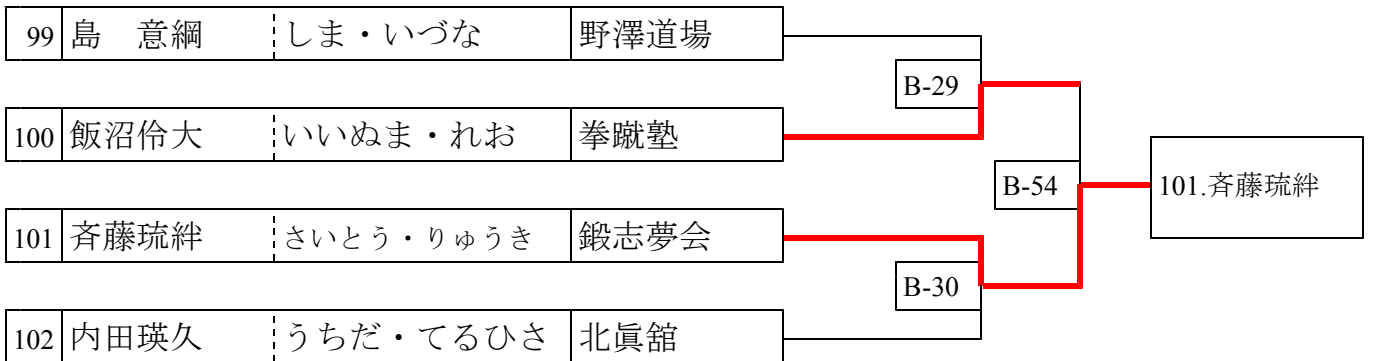 99 島　意綱 しま・いづな 野澤道場
B-29
100 飯沼伶大 いいぬま・れお 拳蹴塾
B-54 101.斉藤琉絆
101 斉藤琉絆 さいとう・りゅうき 鍛志夢会
B-30
102 内田瑛久 うちだ・てるひさ 北眞舘